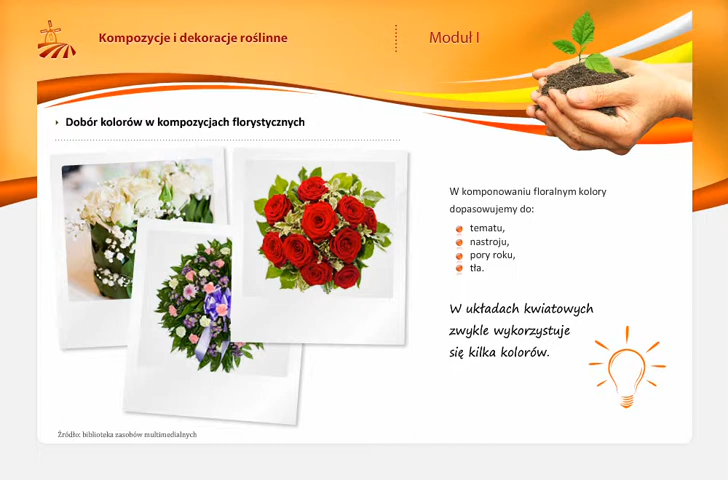 Kompozycje i dekoracje roślinne
Moduł I
Dobór kolorów w kompozycjach florystycznych
W komponowaniu floralnym kolory
dopasowujemy do:
tematu,
nastroju,
pory roku,
tła.
W układach kwiatowych
zwykle wykorzystuje
się kilka kolorów.
Źródło: biblioteka zasobów multimedialnych